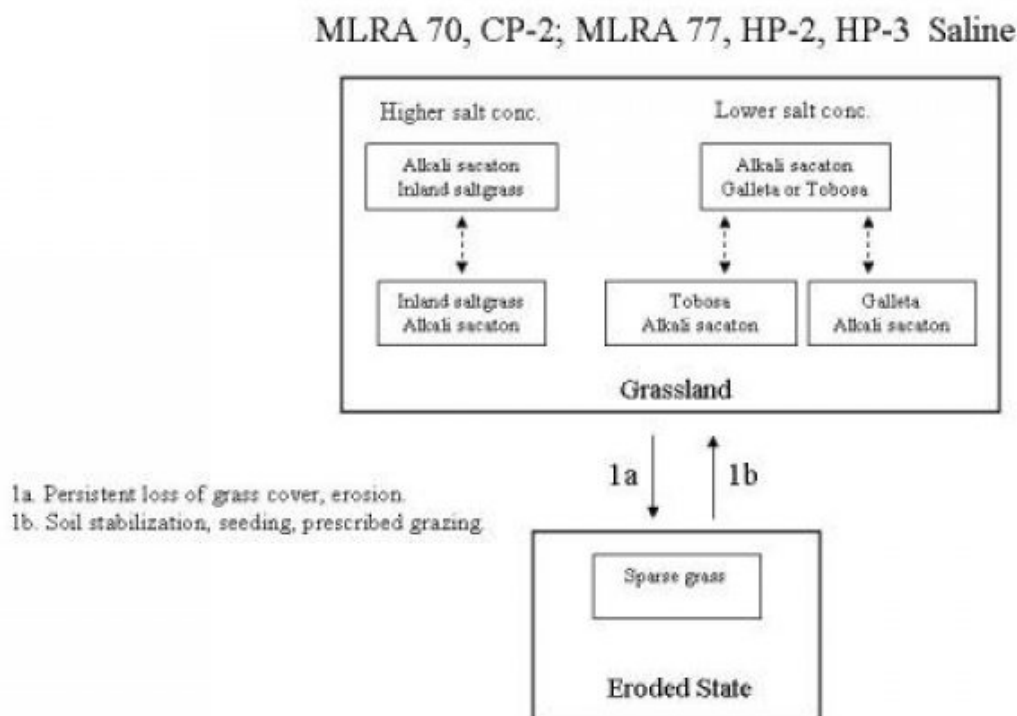 MLRA 70, CP-2; MLRA 77, HP-2, HP-3 Saline
Higher salt conc.
Lower salt conc.
Alkali sacaton
Inland saltgrass
Alkali sacaton
Galleta or Tobosa
Inland saltgrass
Alkali sacaton
Tobosa
Alkali sacaton
Galleta
Alkali sacaton
Grassland
1a
1b
1a. Persistent loss of grass cover, erosion.
1b. Soil stabilization, seeding, prescribed grazing.
Sparse grass
Eroded State